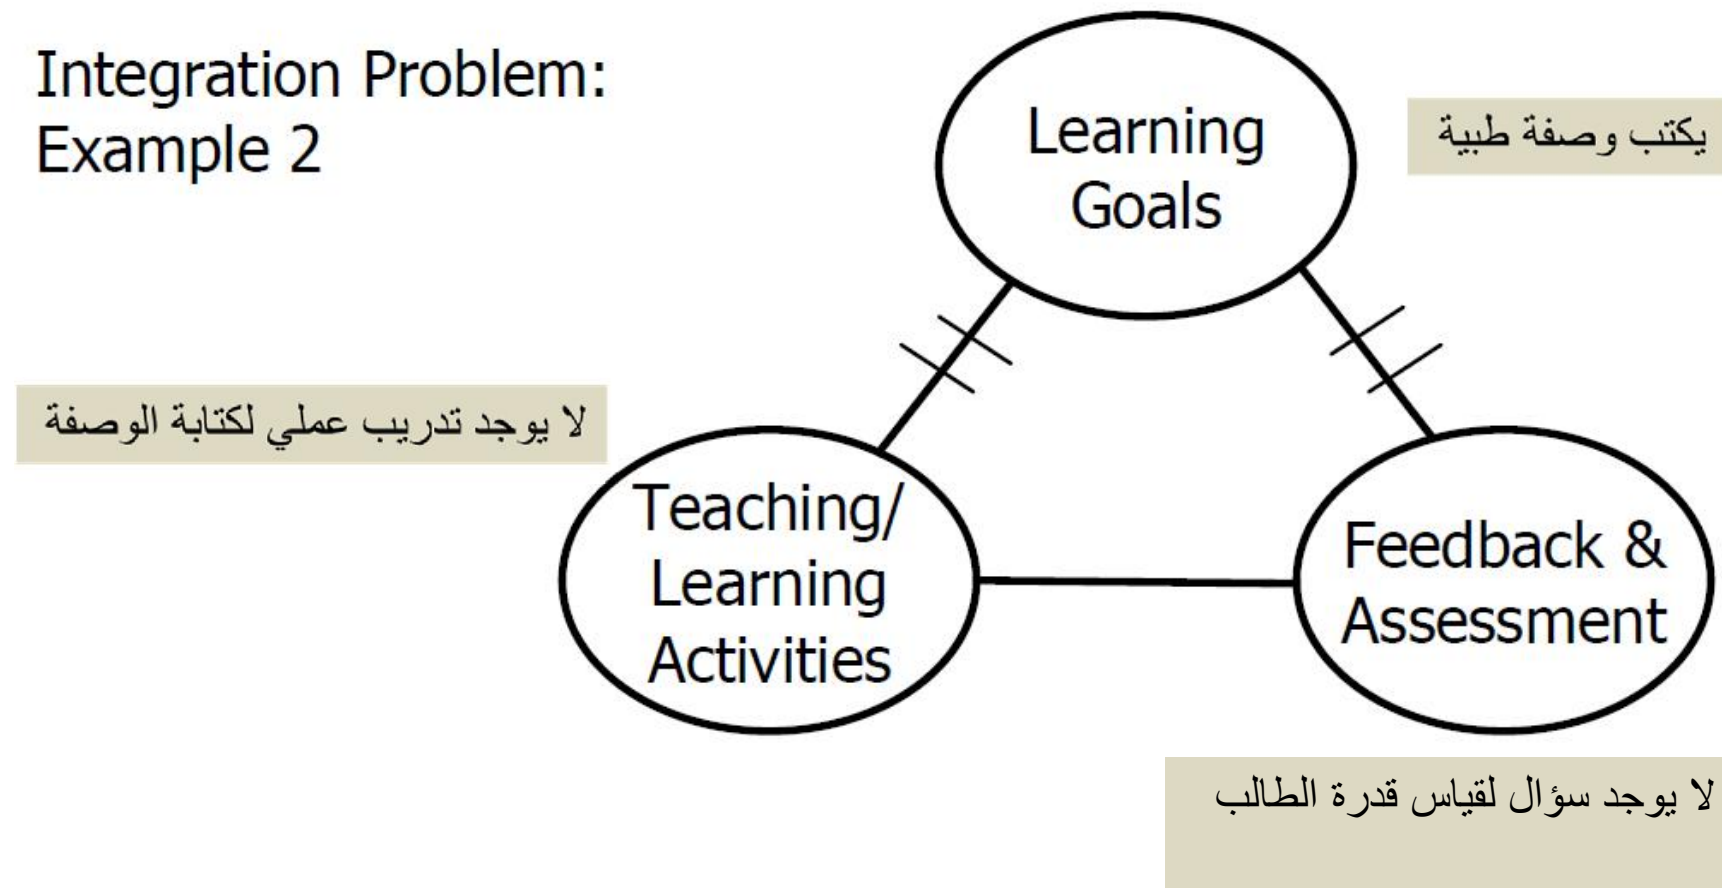 Integration Problem:
Example 2
Learning
Goals
يكتب وصفة طبية
لا يوجد تدريب عملي لكتابة الوصفة
Teaching/
Learning
Activities
Feedback &
Assessment
لا يوجد سؤال لقياس قدرة الطالب